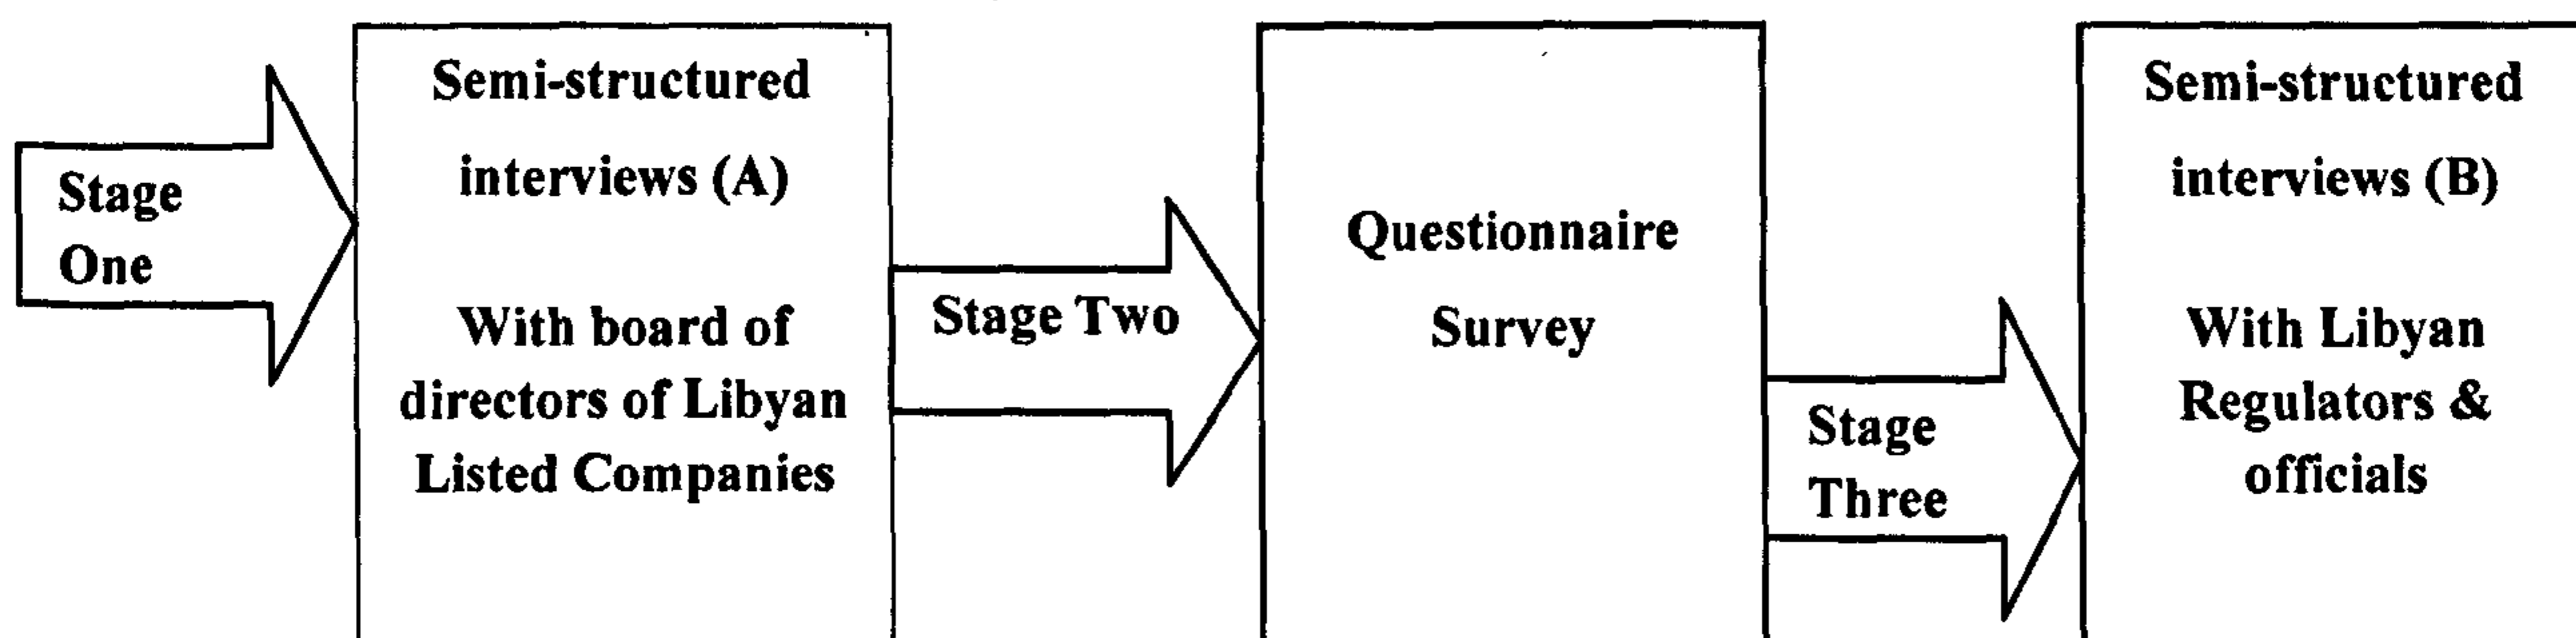 Stage
One
Semi-structured
interviews (A)
With board of
directors of Libyan
Listed Companies
Stage Two
Questionnaire
Survey
Stage
Three
Semi-structured
interviews (B)
With Libyan
Regulators &
officials